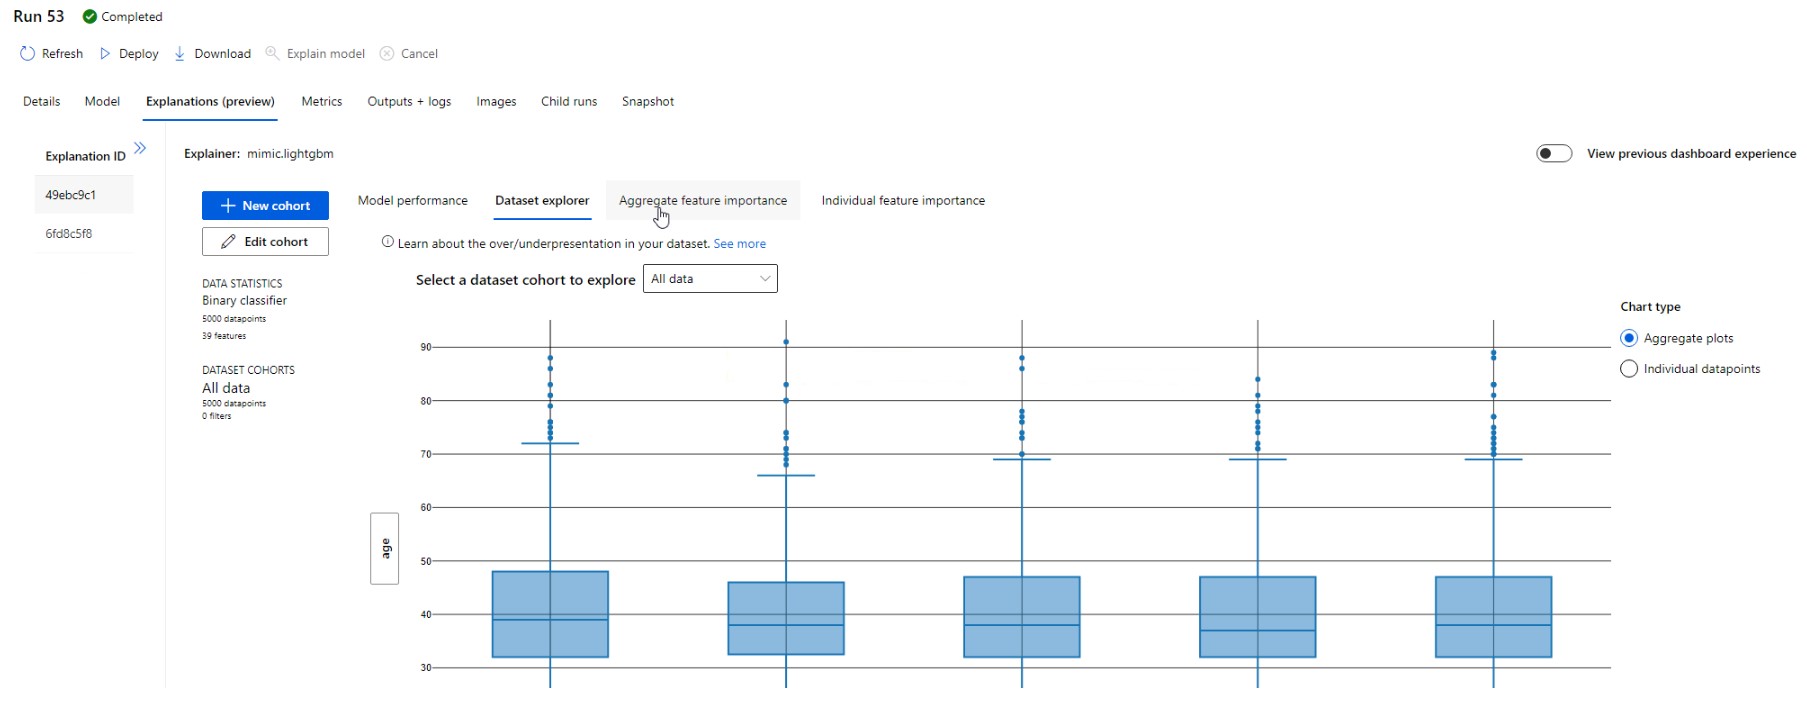 Run 53 Completed
Refresh Deploy Download Explain model Cancel
Details Model Explanations (preview) Metrics Outputs + logs Images Child runs Snapshot
Explanation ID
49ebc9c1
6fd8c5f8
Explainer: mimic.lightgbm
View previous dashboard experience
New cohort
Edit cohort
DATA STATISTICS
Binary classifier
5000 datapoints
39 features
DATASET COHORTS
All data
5000 datapoints
0 filters
Model performance Dataset explorer Aggregate feature importance Individual feature importance
Learn about the over/underpresentation in your dataset. See more
Select a dataset cohort to explore All data
90
80
70
60
50
40
30
age
Chart type
Aggregate plots
Individual datapoints